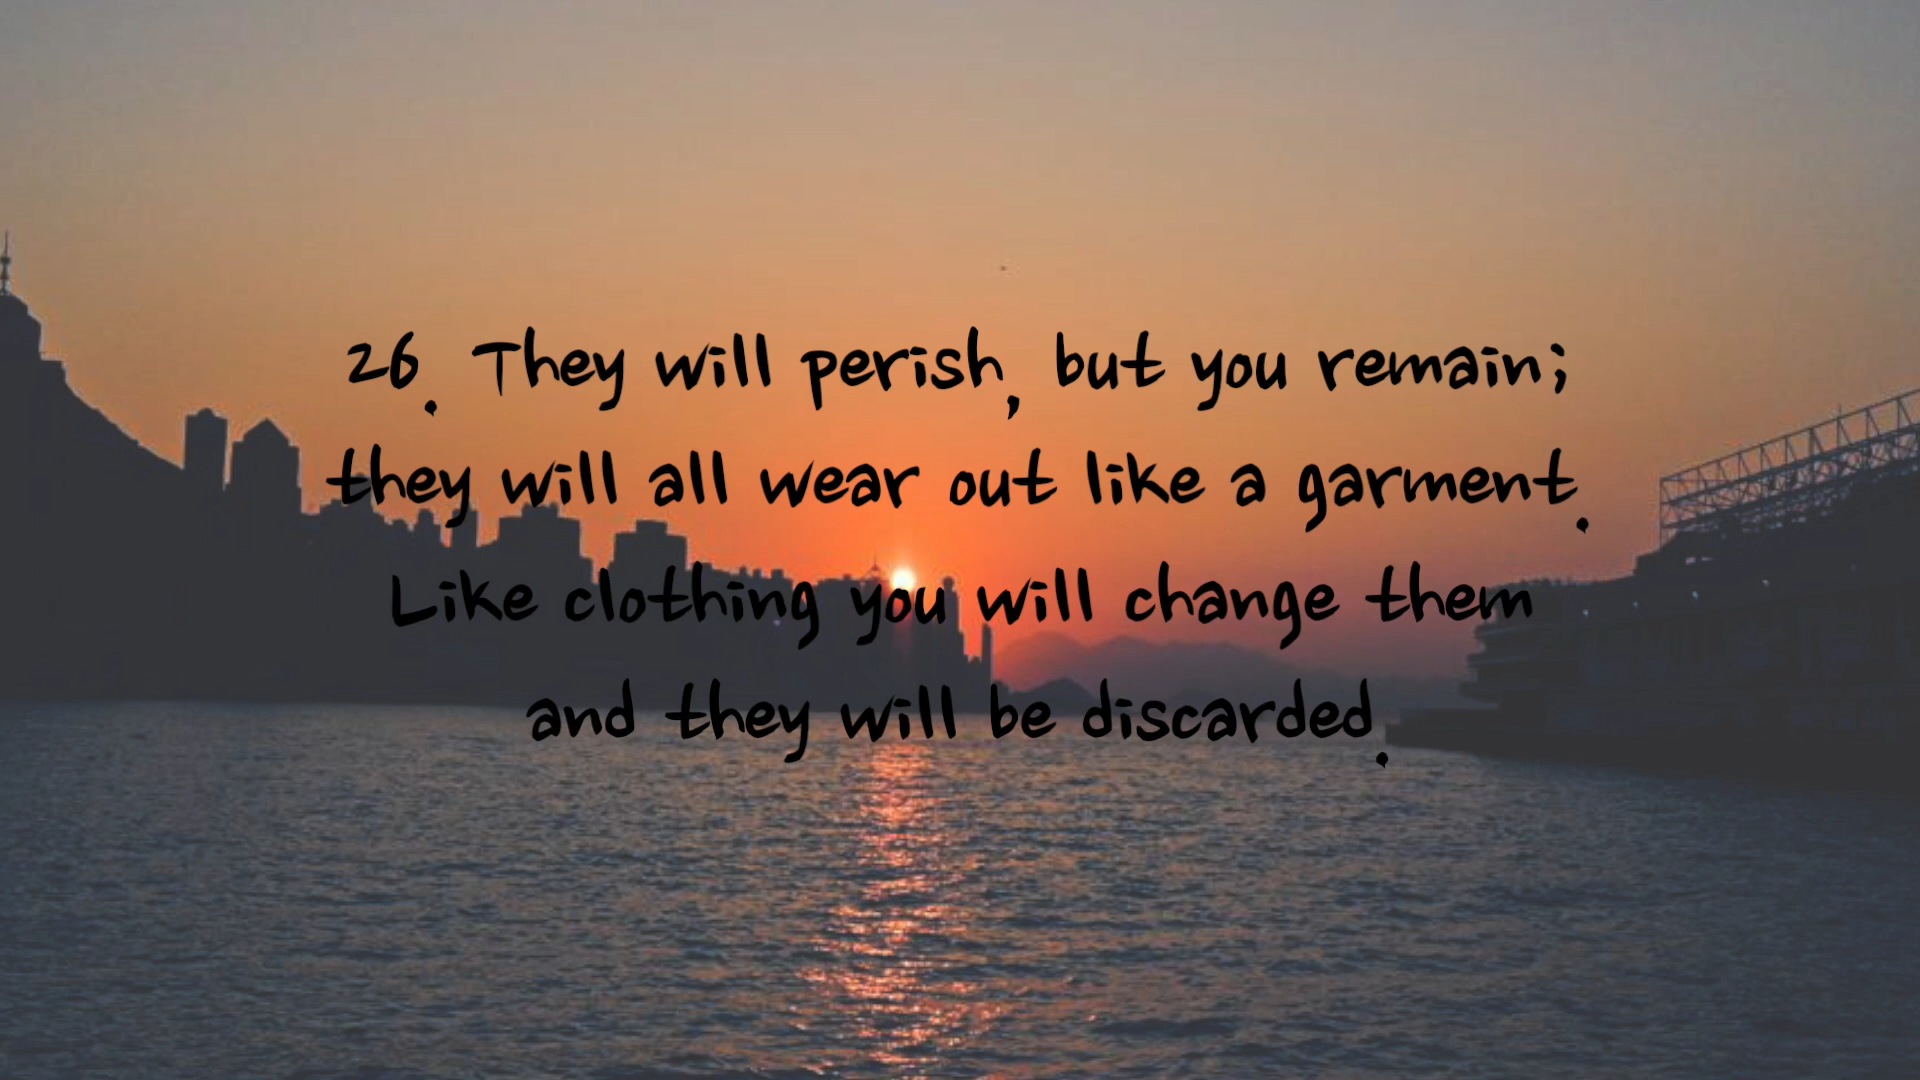 26. They will perish, but you remain;
they will all wear out like a garment.
Like clothing you will change them
and they will be discarded.